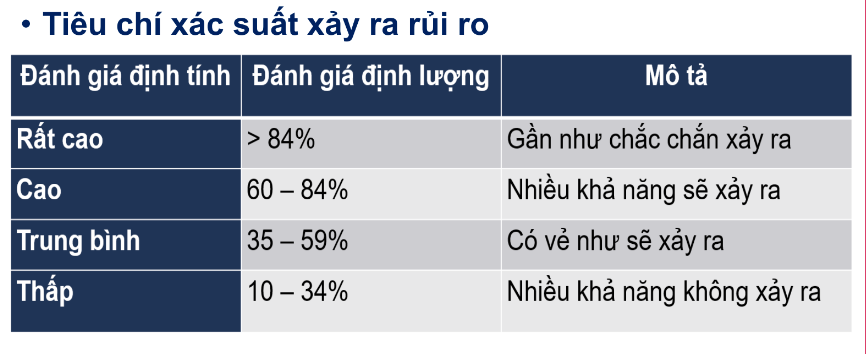 • Tiêu chí xác suất xảy ra rủi ro
Đánh giá định tính Đánh giá định lượng Mô tả
Rất cao > 84% Gần như chắc chắn xảy ra
Cao 60 – 84% Nhiều khả năng sẽ xảy ra
Trung bình 35 – 59% Có vẻ như sẽ xảy ra
Thấp 10 – 34% Nhiều khả năng không xảy ra